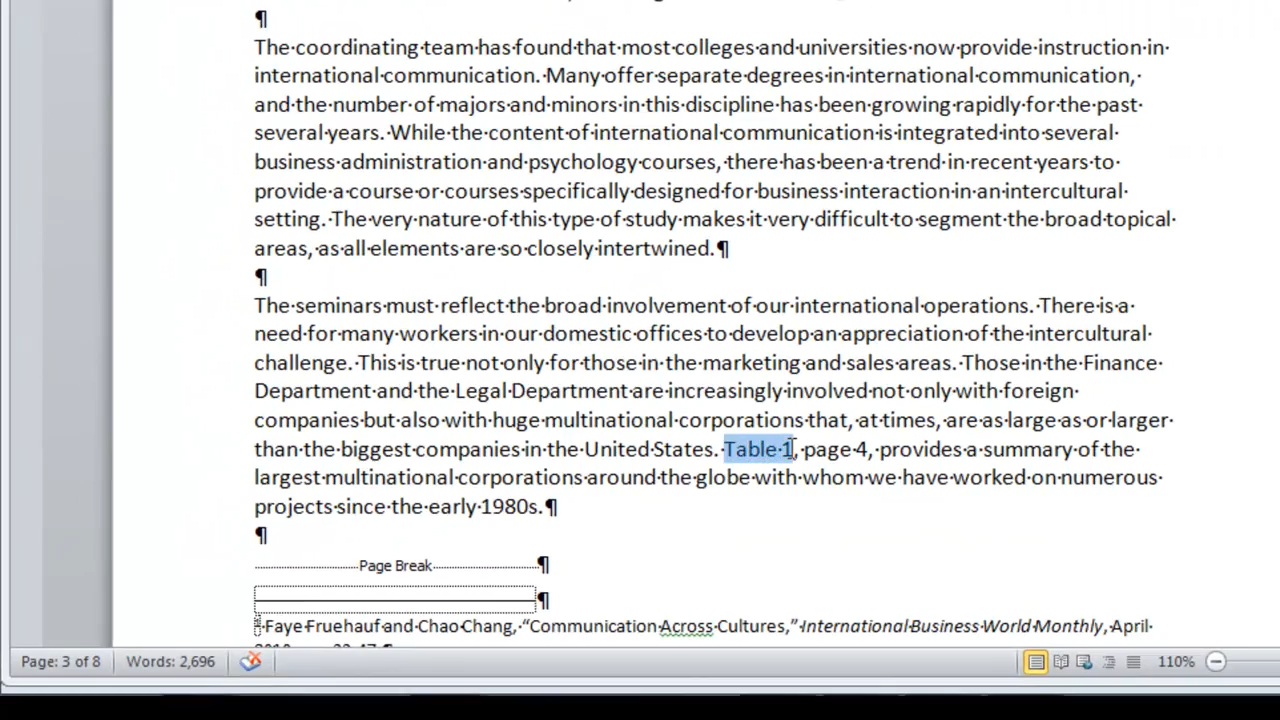 ¶
The coordinating team has found that most colleges and universities now provide instruction in
international communication. Many offer separate degrees in international communication,
and the number of majors and minors in this discipline has been growing rapidly for the past
several years. While the content of international communication is integrated into several
business administration and psychology courses, there has been a trend in recent years to
provide a course or courses specifically designed for business interaction in an intercultural
setting. The very nature of this type of study makes it very difficult to segment the broad topical
areas, as all elements are so closely intertwined.¶
¶
The seminars must reflect the broad involvement of our international operations. There is a
need for many workers in our domestic offices to develop an appreciation of the intercultural
challenge. This is true not only for those in the marketing and sales areas. Those in the Finance
Department and the Legal Department are increasingly involved not only with foreign
companies but also with huge multinational corporations that, at times, are as large as or larger
than the biggest companies in the United States. Table 1, page 4, provides a summary of the
largest multinational corporations around the globe with whom we have worked on numerous
projects since the early 1980s.¶
¶
Page Break ¶
¶
Faye Fruehauf and Chao Chang, “Communication Across Cultures,” International Business World Monthly, April
Page: 3 of 8 Words: 2,696 110%